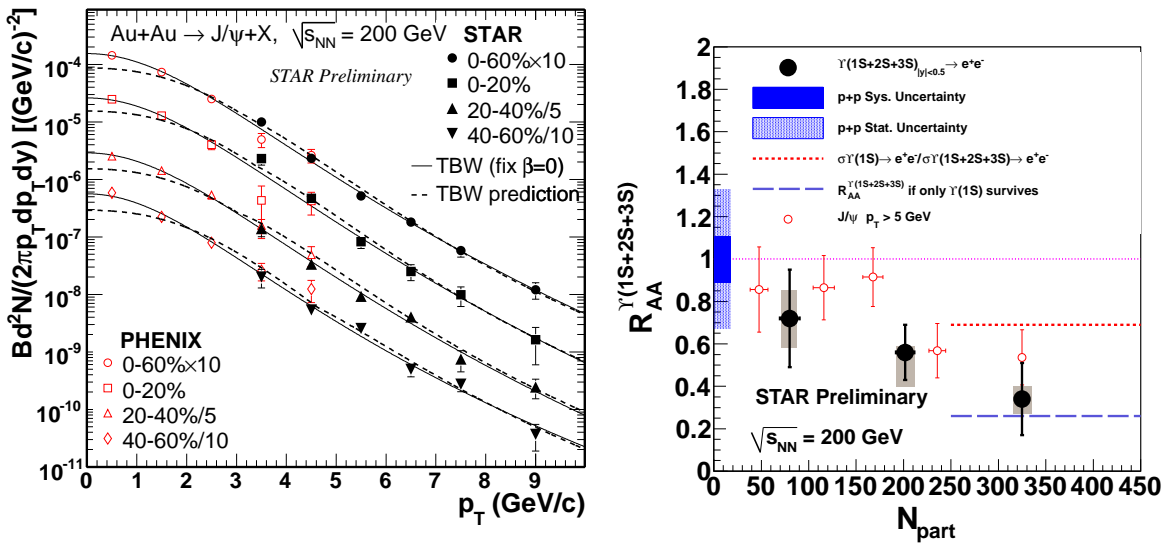 Au+Au → J/ψ+X, √s_NN = 200 GeV
STAR Preliminary
STAR
0-60%×10
0-20%
20-40%/5
40-60%/10
TBW (fix β=0)
TBW prediction
PHENIX
0-60%×10
0-20%
20-40%/5
40-60%/10
Bd²N/(2πp_T dp_T dy) [(GeV/c)⁻²]
10⁻⁴
10⁻⁵
10⁻⁶
10⁻⁷
10⁻⁸
10⁻⁹
10⁻¹⁰
10⁻¹¹
0 1 2 3 4 5 6 7 8 9
p_T (GeV/c)
R_AA^Υ(1S+2S+3S)
2
1.8
1.6
1.4
1.2
1
0.8
0.6
0.4
0.2
0
Υ(1S+2S+3S)_|y|<0.5 → e⁺e⁻
p+p Sys. Uncertainty
p+p Stat. Uncertainty
σΥ(1S)→ e⁺e⁻/σΥ(1S+2S+3S)→ e⁺e⁻
R_AA^Υ(1S+2S+3S) if only Υ(1S) survives
J/ψ p_T > 5 GeV
STAR Preliminary
√s_NN = 200 GeV
0 50 100 150 200 250 300 350 400 450
N_part